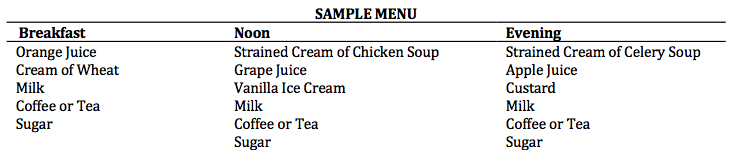 SAMPLE MENU
Breakfast Noon Evening
Orange Juice Strained Cream of Chicken Soup Strained Cream of Celery Soup
Cream of Wheat Grape Juice Apple Juice
Milk Vanilla Ice Cream Custard
Coffee or Tea Milk Milk
Sugar Coffee or Tea Coffee or Tea
Sugar Sugar